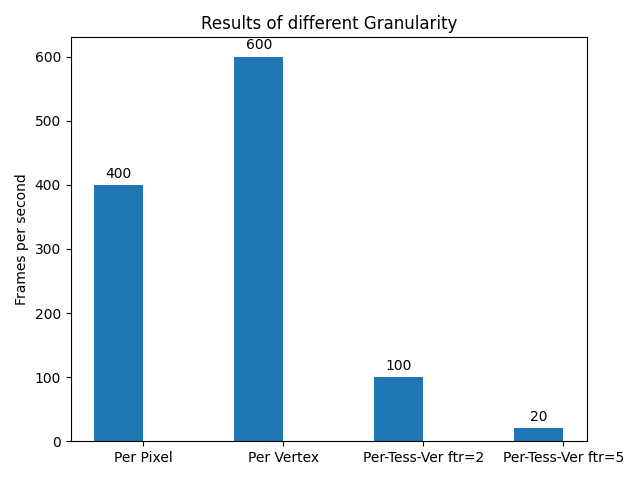 Results of different Granularity
600
400
100
20
Frames per second
600
500
400
300
200
100
0
Per Pixel
Per Vertex
Per-Tess-Ver ftr=2
Per-Tess-Ver ftr=5